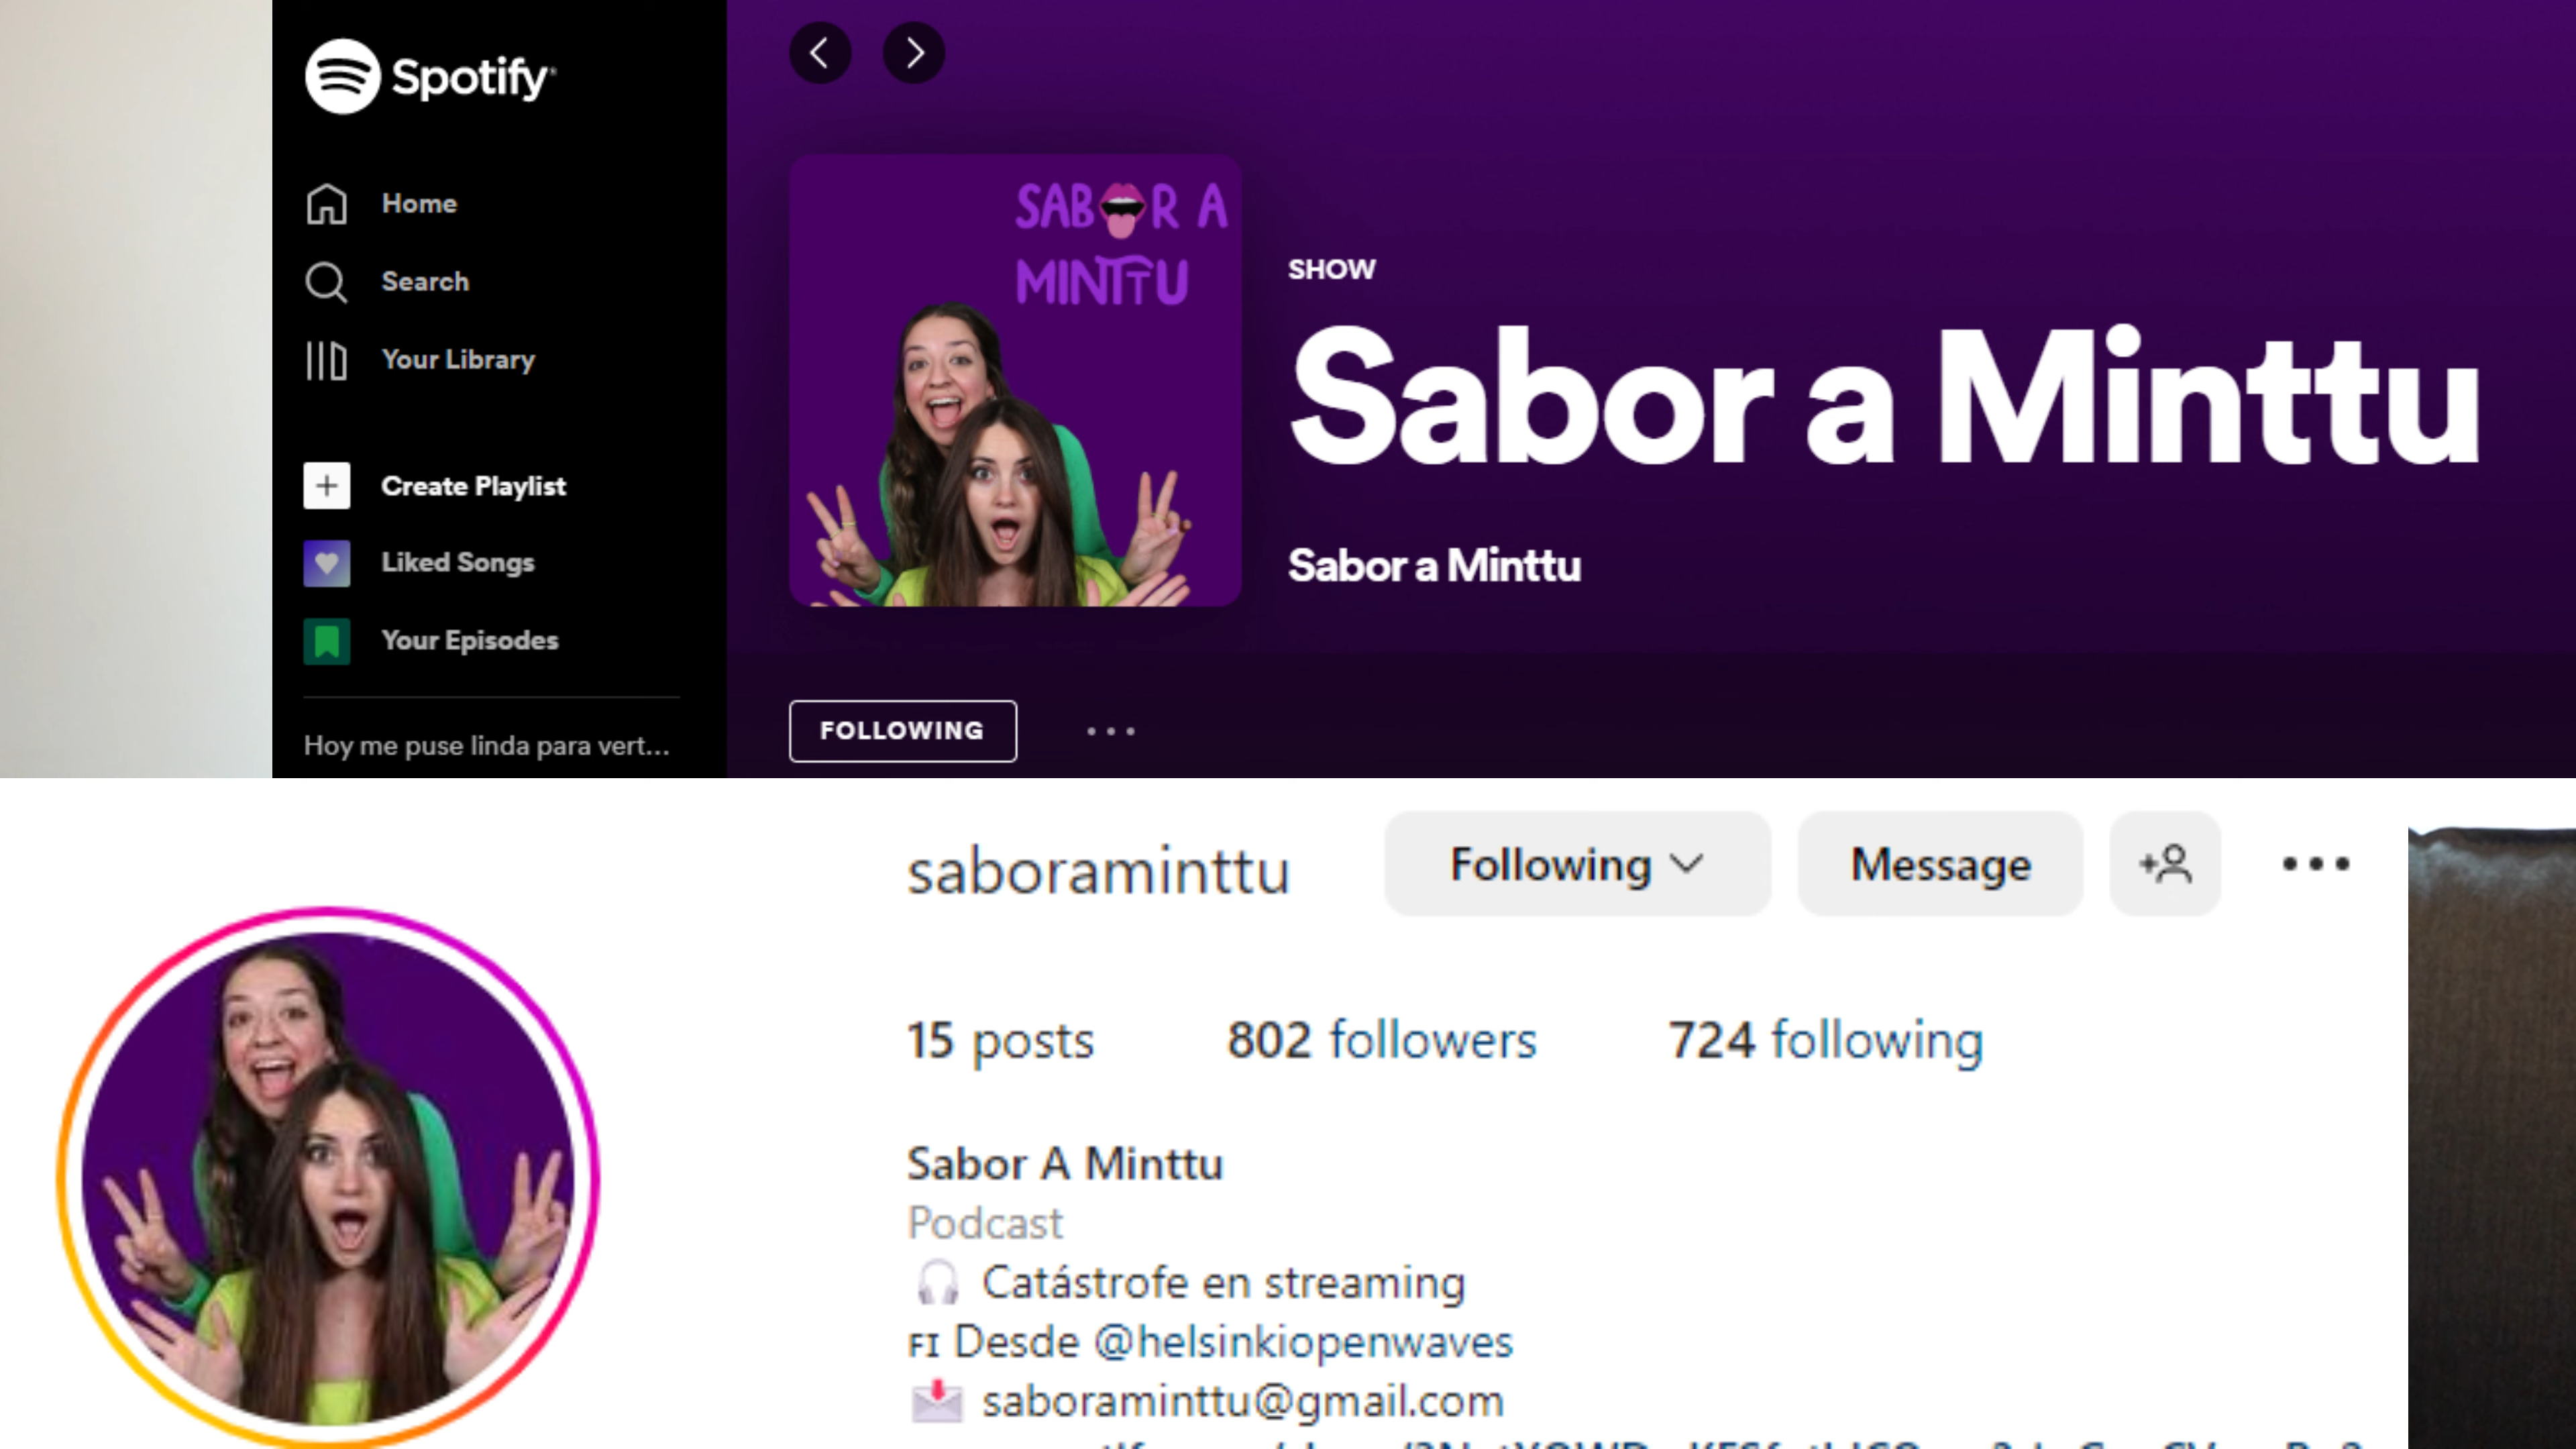 Spotify
Home
Search
Your Library
Create Playlist
Liked Songs
Your Episodes
Hoy me puse linda para vert...
SABOR A
MINTTU
SHOW
Sabor a Minttu
Sabor a Minttu
FOLLOWING
saboraminttu
Following
Message
15 posts 802 followers 724 following
Sabor A Minttu
Podcast
Catástrofe en streaming
FI Desde @helsinkiopenwaves
saboraminttu@gmail.com